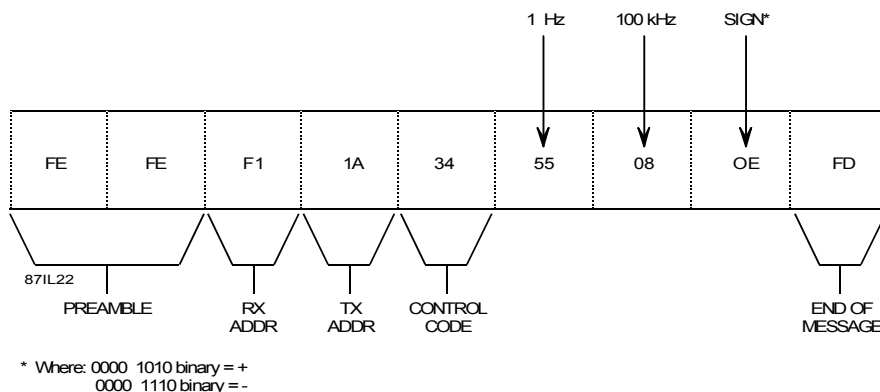 1 Hz 100 kHz SIGN*
FE FE F1 1A 34 55 08 OE FD
87IL22
PREAMBLE RX ADDR TX ADDR CONTROL CODE END OF MESSAGE
* Where: 0000 1010 binary = +
0000 1110 binary = -